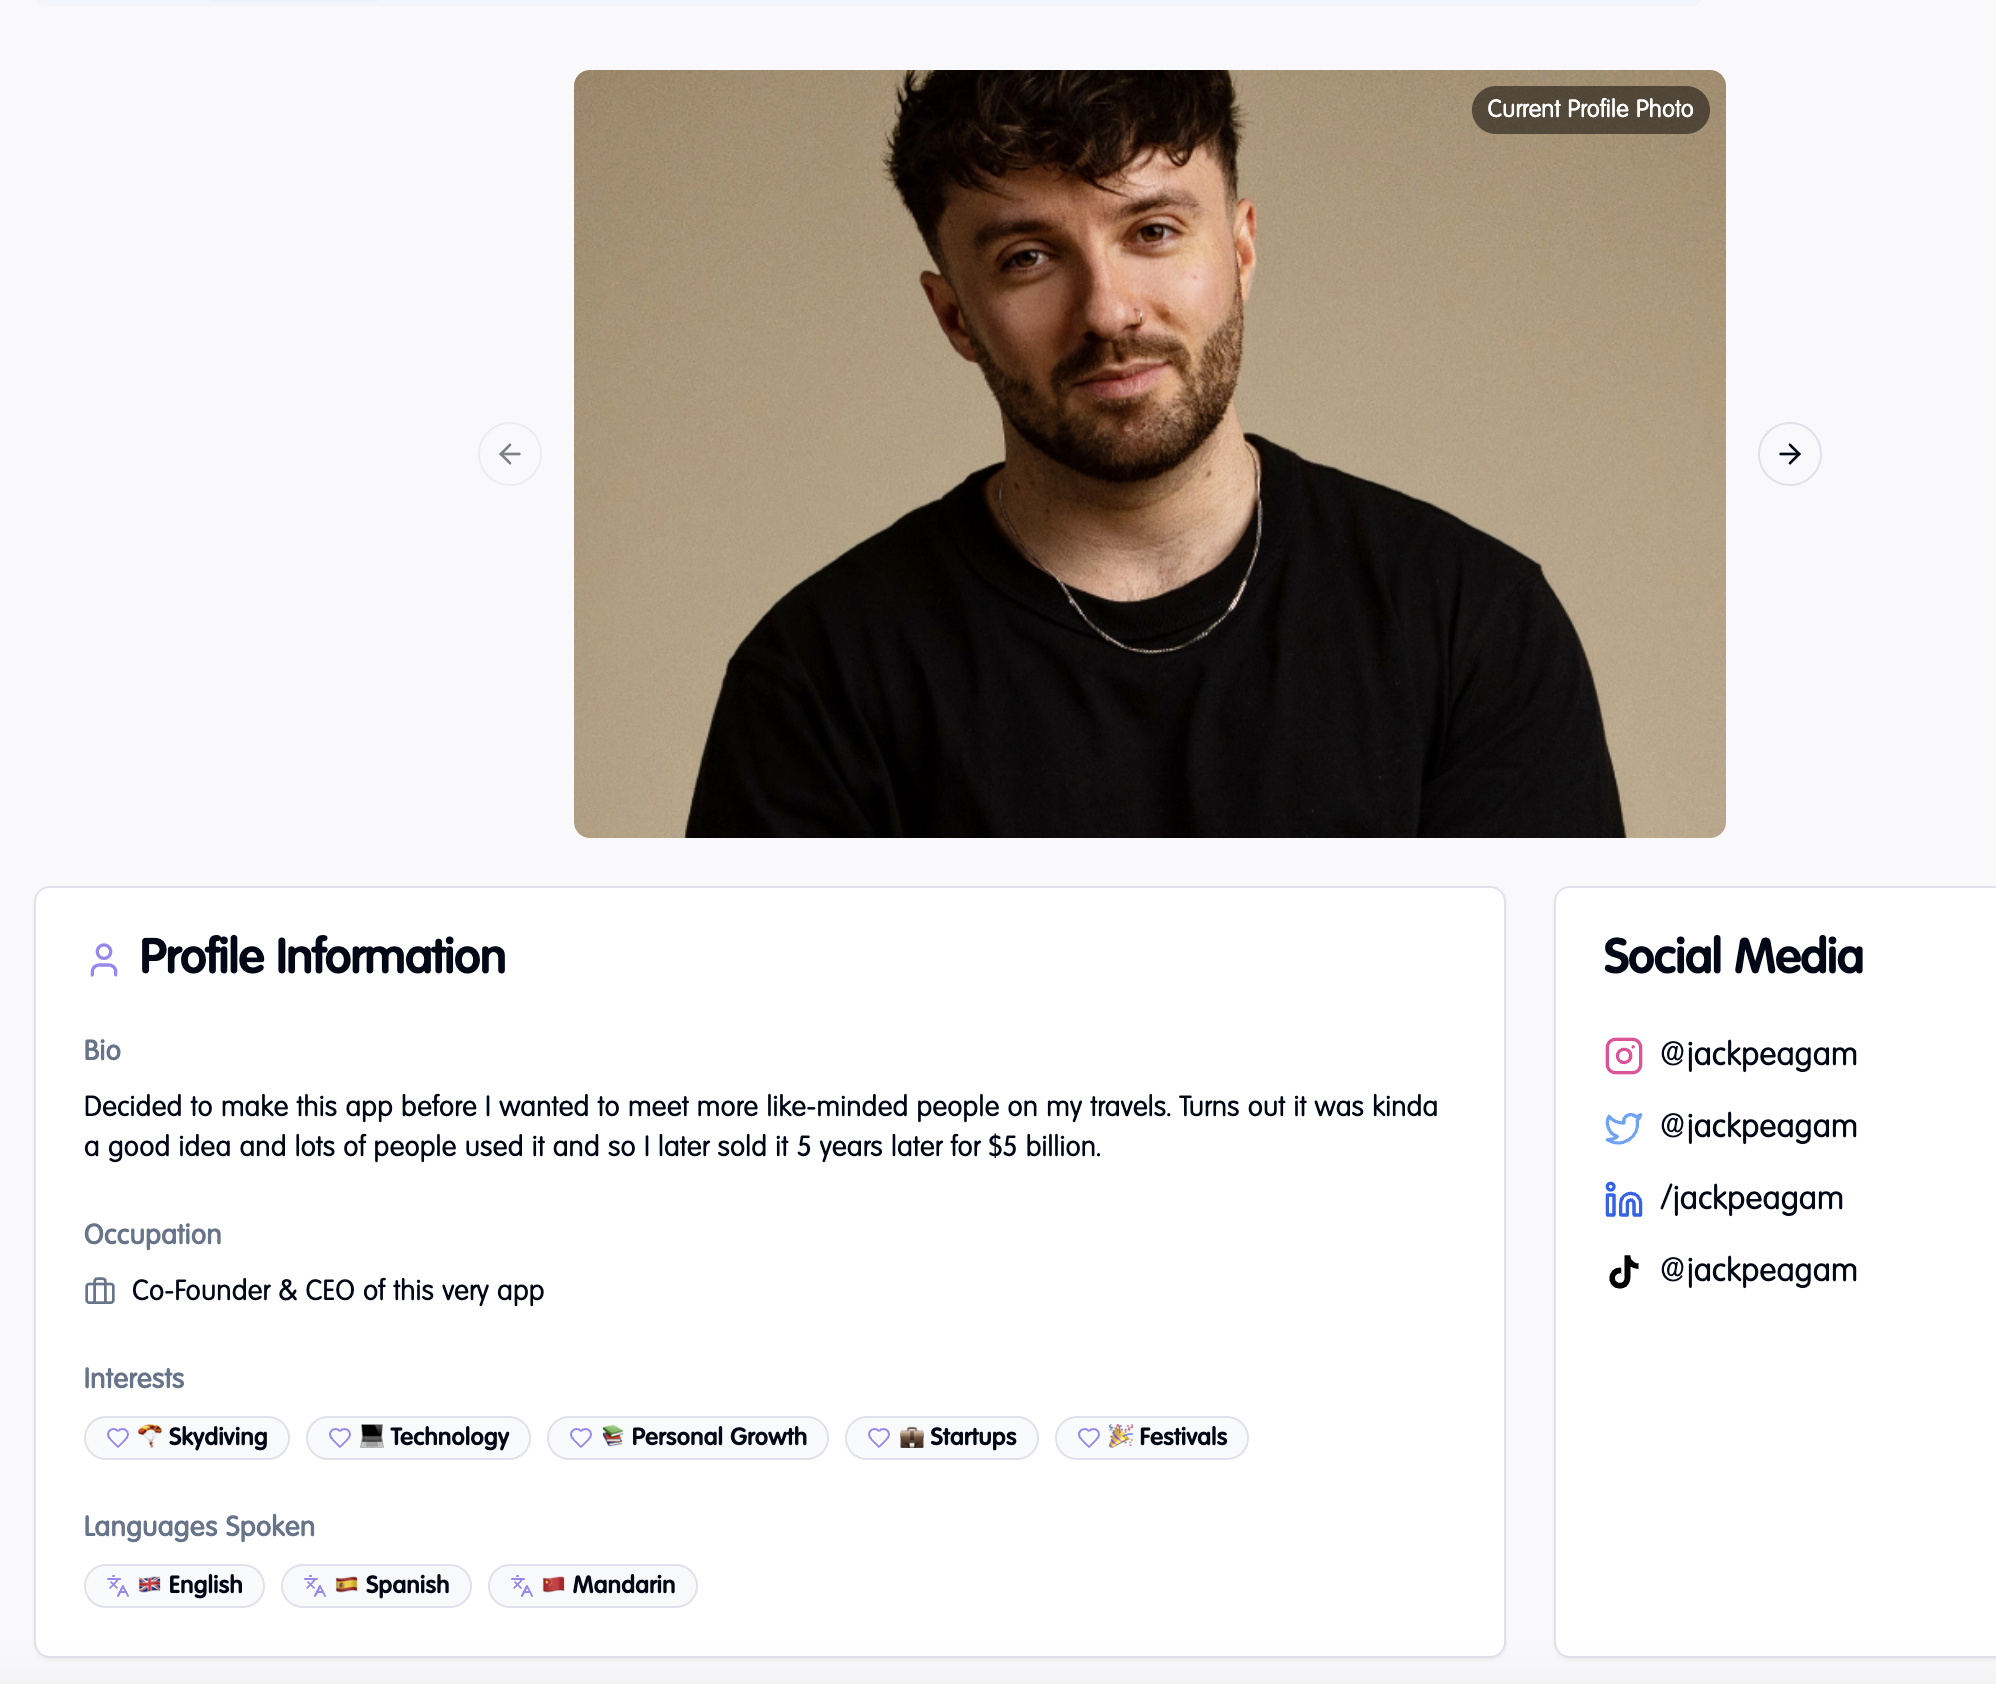 Current Profile Photo
Profile Information
Bio
Decided to make this app before I wanted to meet more like-minded people on my travels. Turns out it was kinda
a good idea and lots of people used it and so I later sold it 5 years later for $5 billion.
Occupation
Co-Founder & CEO of this very app
Interests
Skydiving Technology Personal Growth Startups Festivals
Languages Spoken
English Spanish Mandarin
Social Media
@jackpeagam
@jackpeagam
/jackpeagam
@jackpeagam